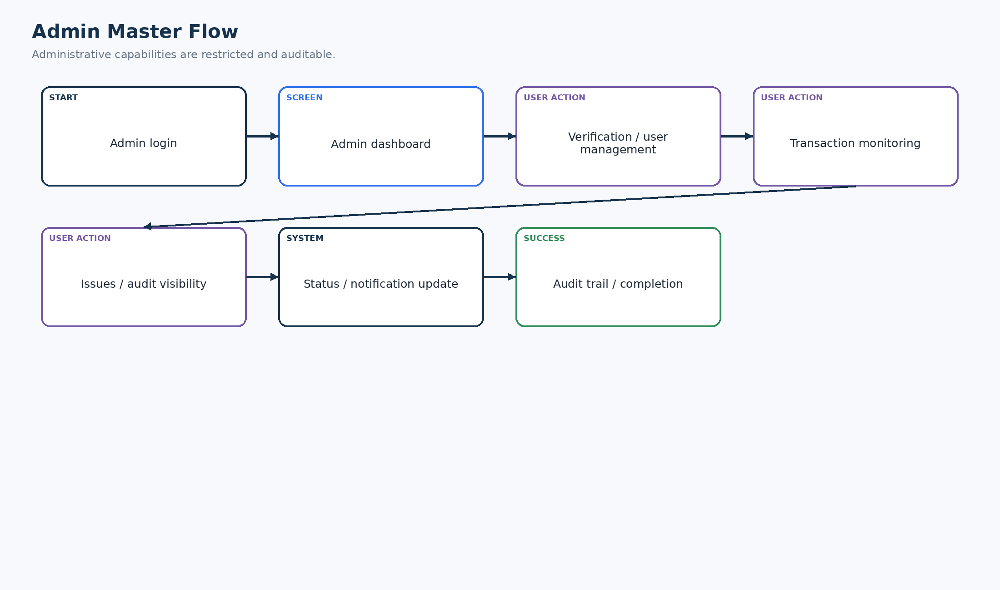 Admin Master Flow
Administrative capabilities are restricted and auditable.
START
Admin login
SCREEN
Admin dashboard
USER ACTION
Verification / user
management
USER ACTION
Transaction monitoring
USER ACTION
Issues / audit visibility
SYSTEM
Status / notification update
SUCCESS
Audit trail / completion